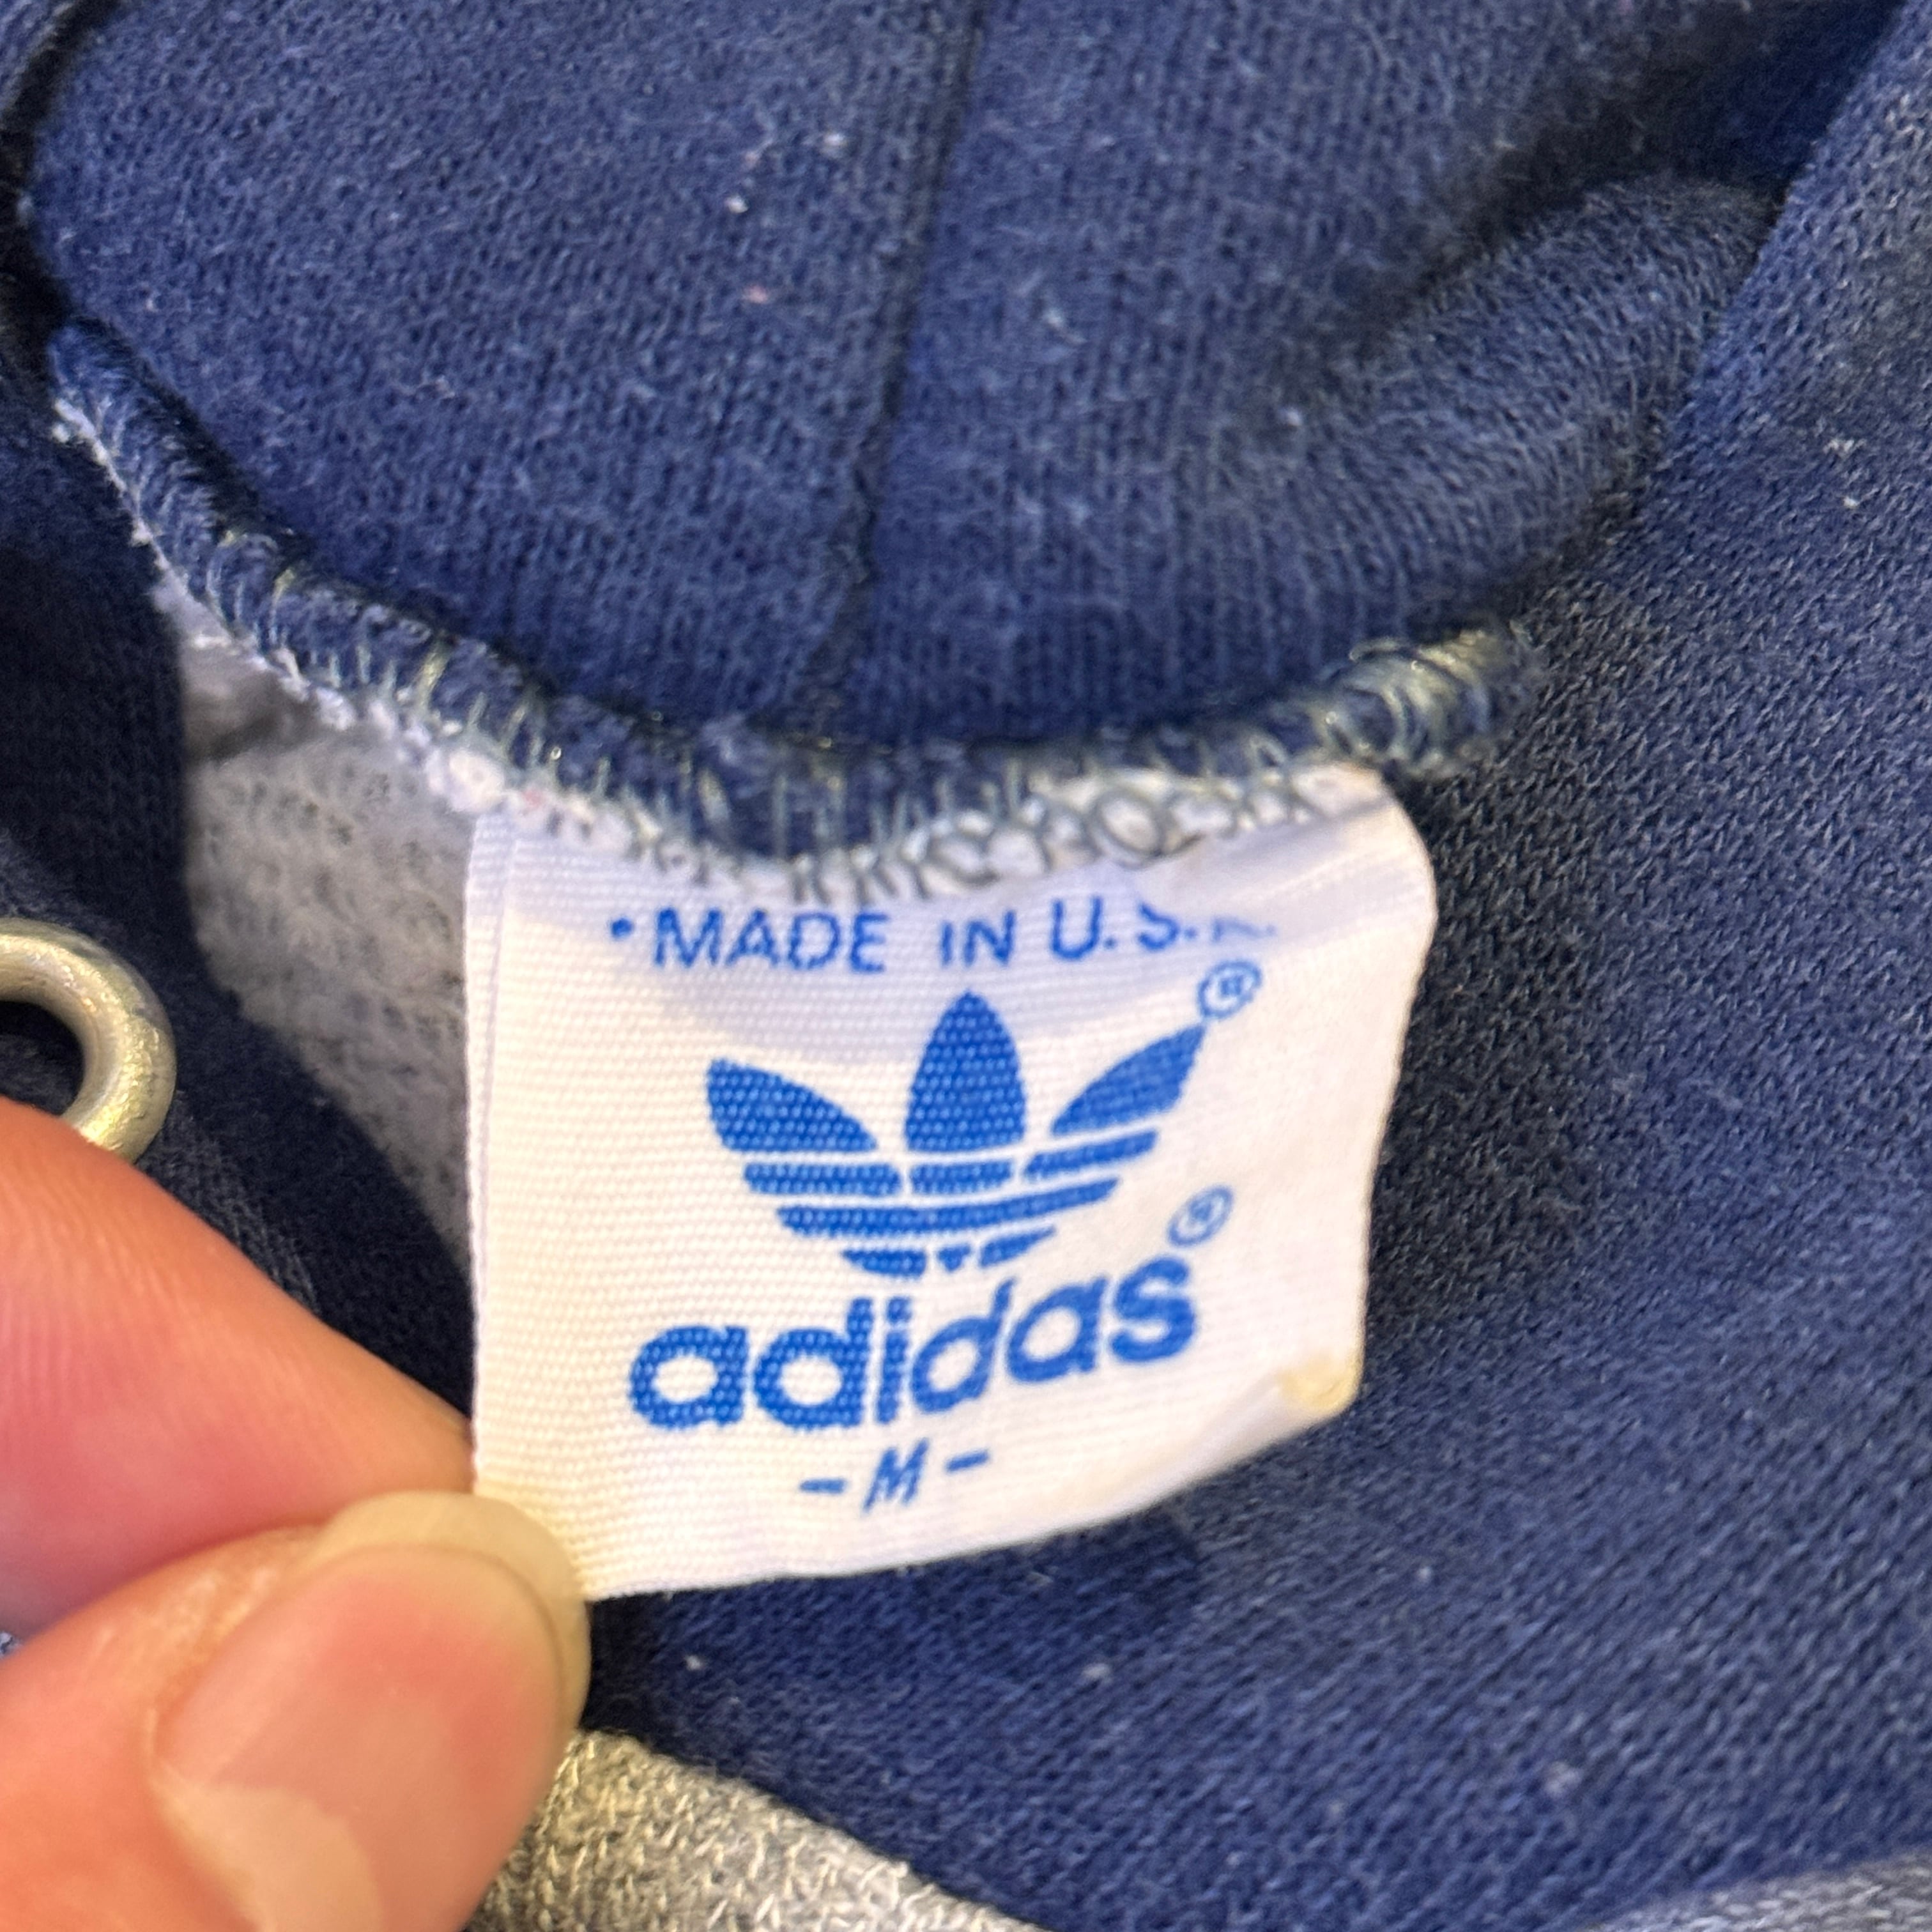 • MADE IN U.S.A.
®
adidas®
- M -